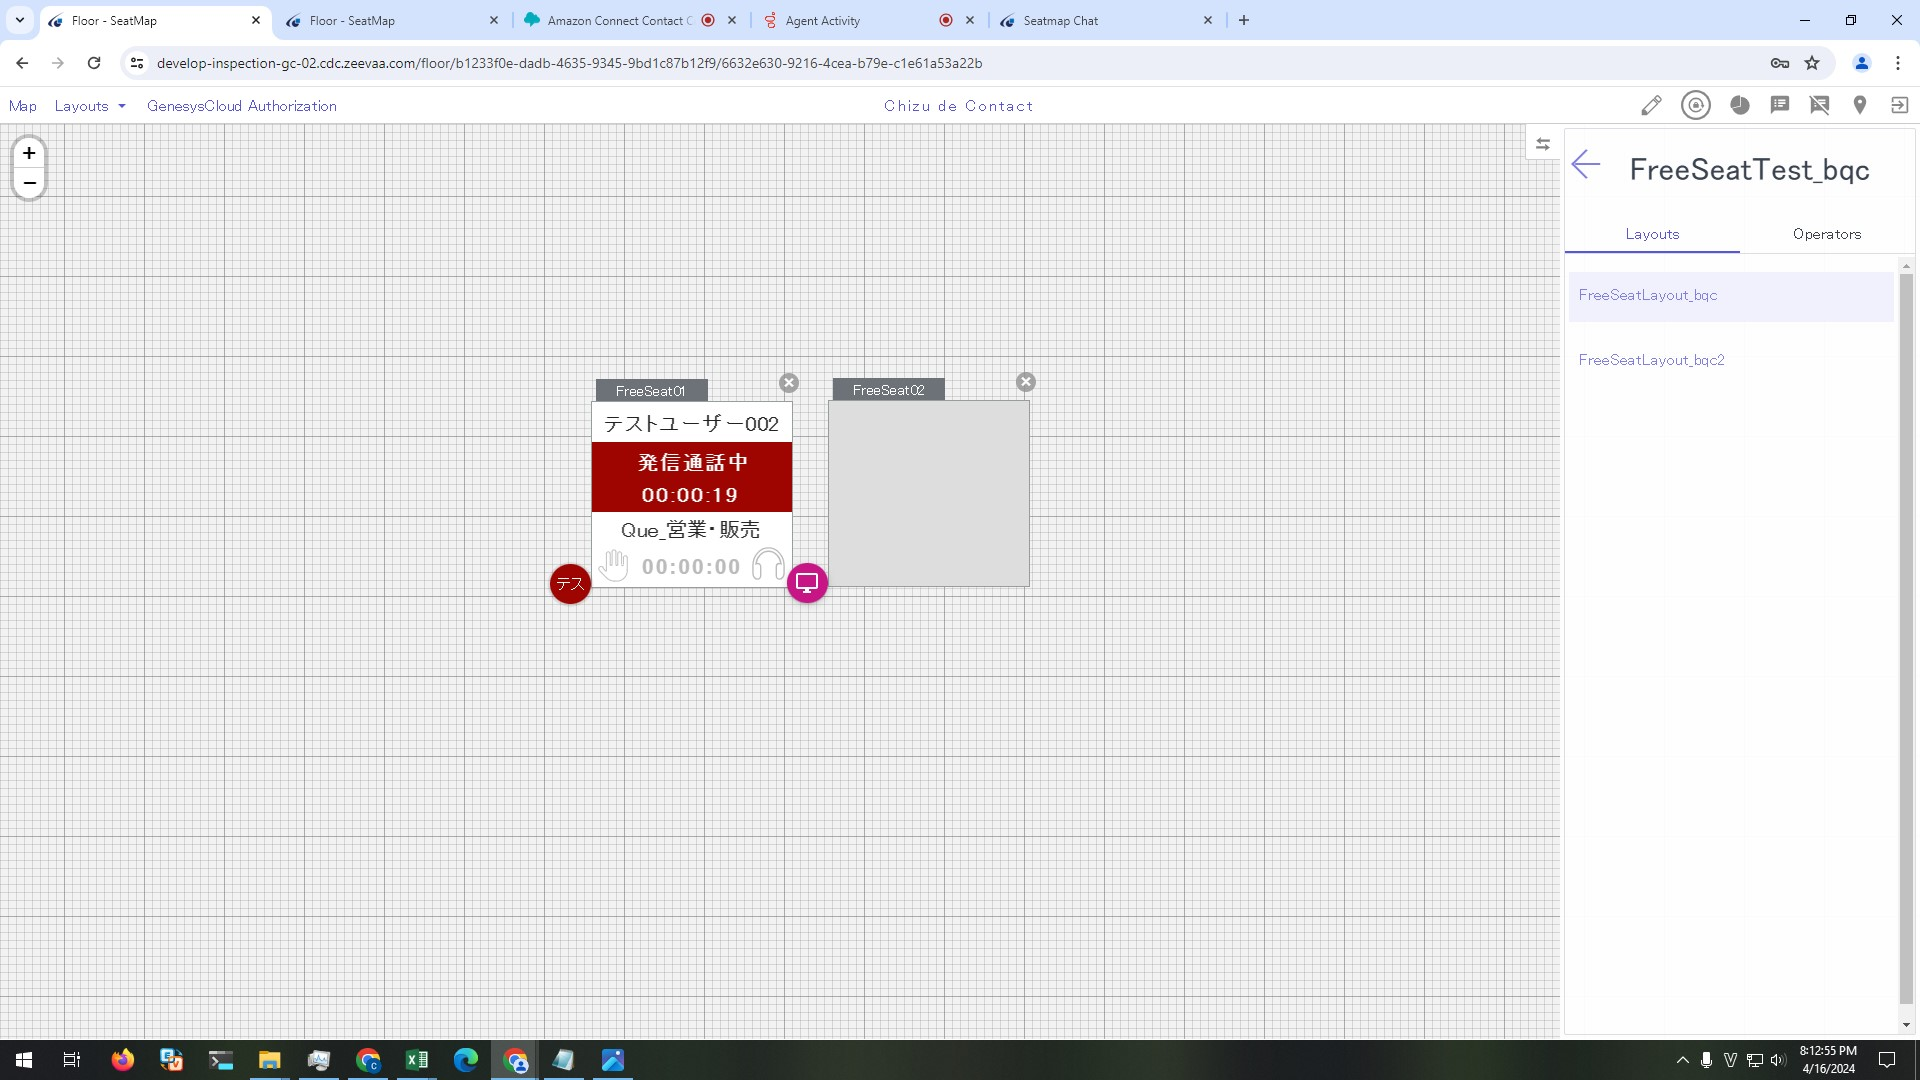 Floor - SeatMap
Floor - SeatMap
Amazon Connect Contact C
Agent Activity
Seatmap Chat
develop-inspection-gc-02.cdc.zeevaa.com/floor/b1233f0e-dadb-4635-9345-9bd1c87b12f9/6632e630-9216-4cea-b79e-c1e61a53a22b
Map Layouts GenesysCloud Authorization
Chizu de Contact
+
−
FreeSeatTest_bqc
Layouts Operators
FreeSeatLayout_bqc
FreeSeatLayout_bqc2
FreeSeat01
テストユーザー002
発信通話中
00:00:19
Que_営業・販売
00:00:00
テス
FreeSeat02
8:12:55 PM
4/16/2024